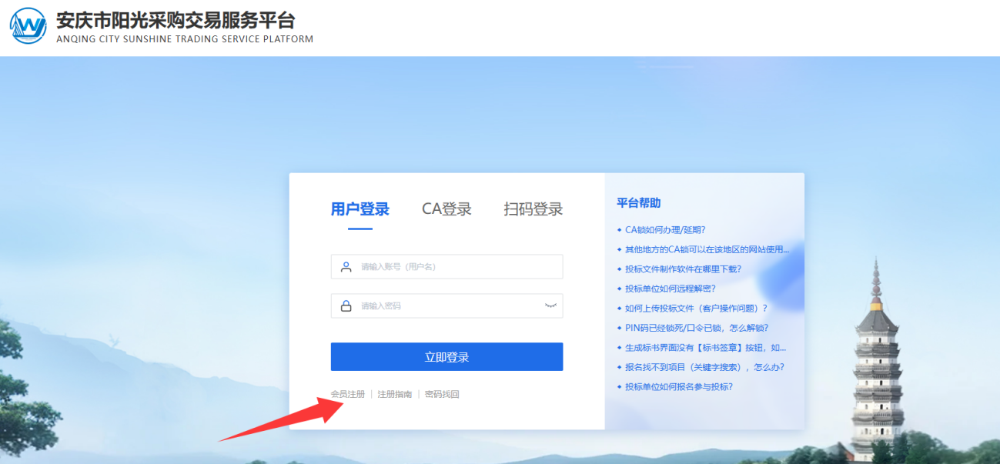 安庆市阳光采购交易服务平台
ANQING CITY SUNSHINE TRADING SERVICE PLATFORM
用户登录 CA登录 扫码登录
请输入账号（用户名）
请输入密码
立即登录
会员注册 | 注册指南 | 密码找回
平台帮助
CA锁如何办理/延期?
其他地方的CA锁可以在该地区的网站使用...
投标文件制作软件在哪里下载?
投标单位如何远程解密?
如何上传投标文件（客户操作问题）?
PIN码已经锁死/口令已锁，怎么解锁?
生成标书界面没有【标书签章】按钮，如...
报名找不到项目（关键字搜索），怎么办?
投标单位如何报名参与投标?